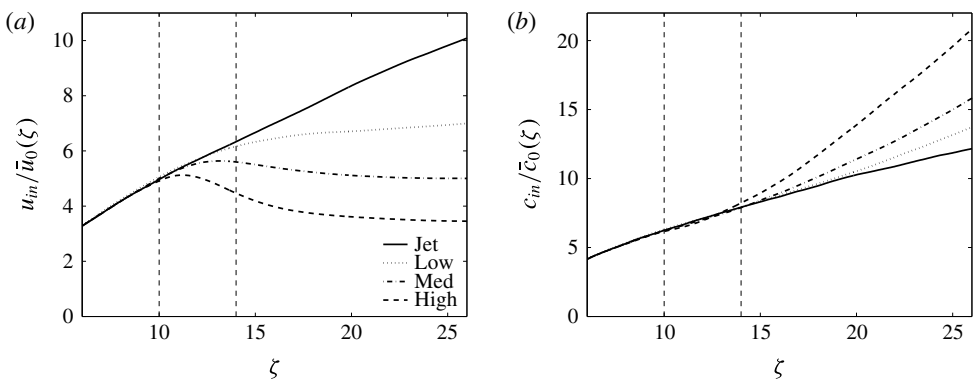 (a)
10
8
6
4
2
0
u_in/ū_0(ζ)
10 15 20 25
ζ
Jet
Low
Med
High
(b)
20
15
10
5
0
c_in/c̄_0(ζ)
10 15 20 25
ζ